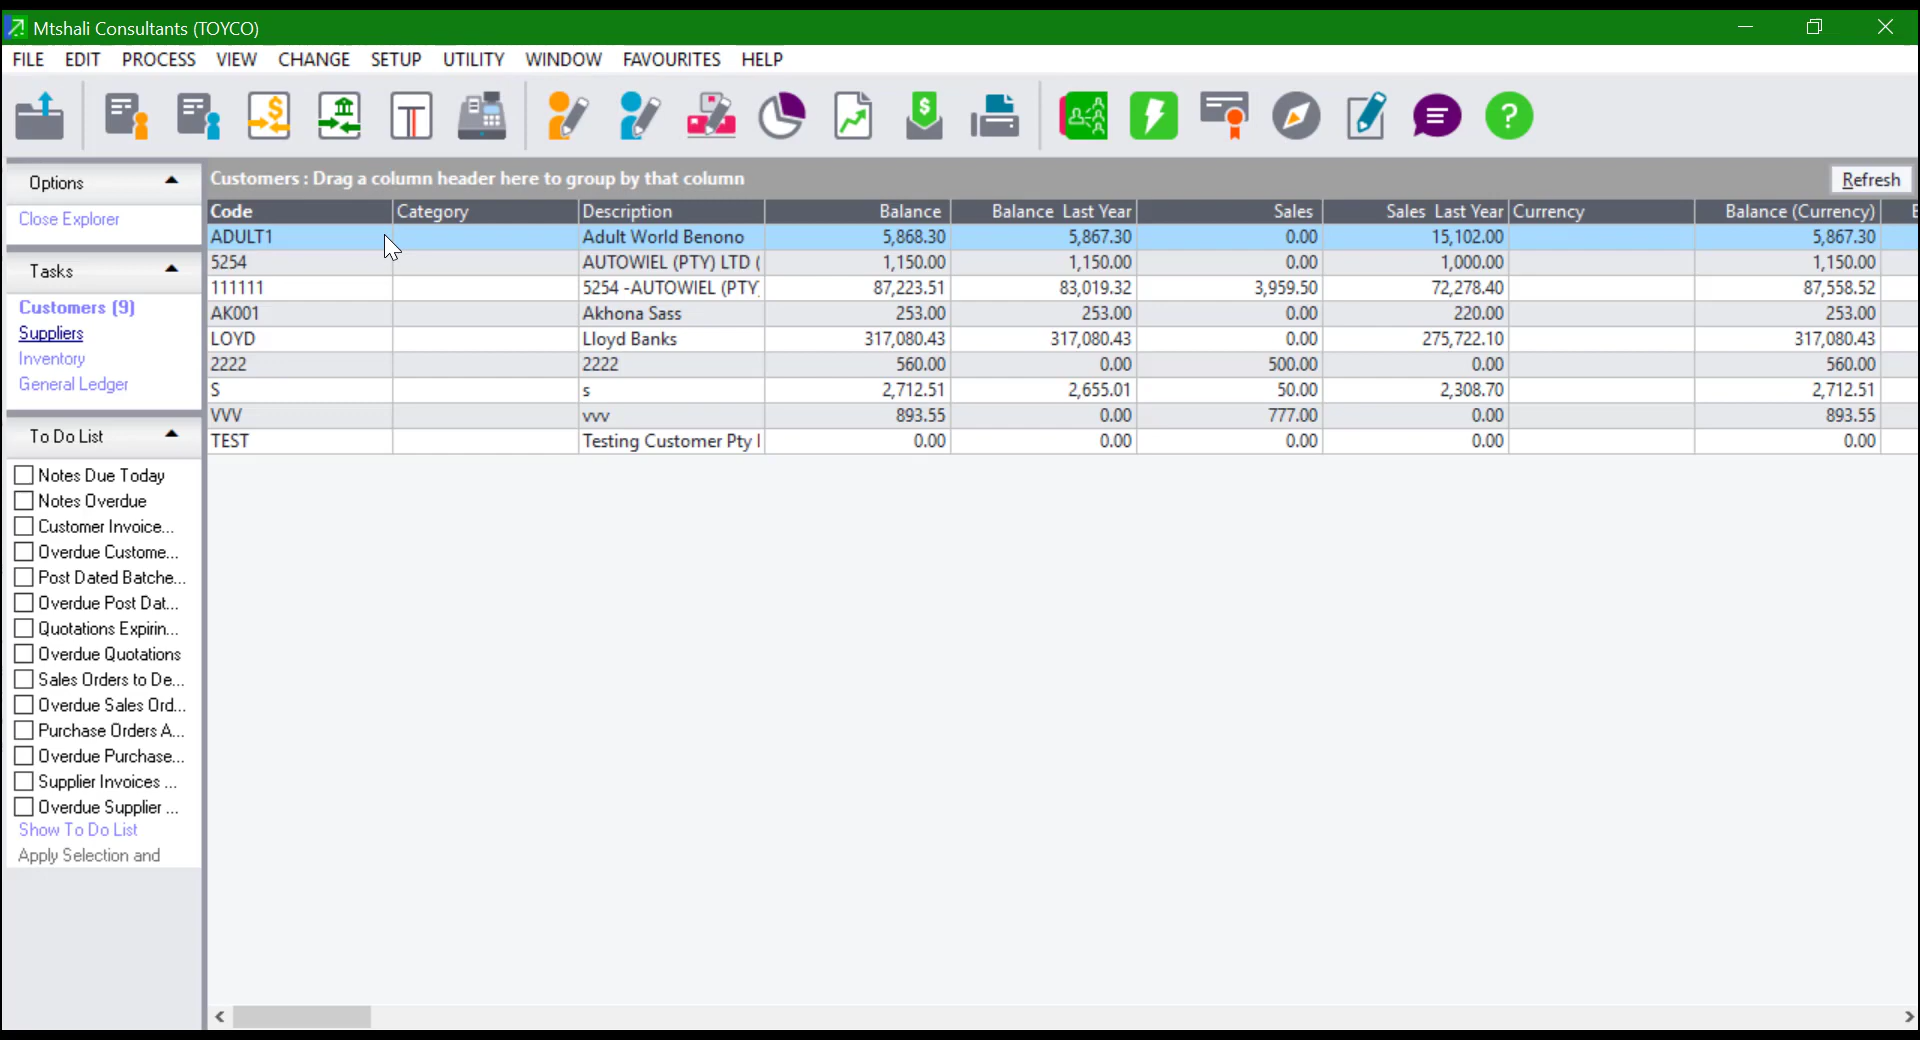 Mtshali Consultants (TOYCO)
FILE EDIT PROCESS VIEW CHANGE SETUP UTILITY WINDOW FAVOURITES HELP
Options
Close Explorer
Tasks
Customers (9)
Suppliers
Inventory
General Ledger
To Do List
Notes Due Today
Notes Overdue
Customer Invoice...
Overdue Custome...
Post Dated Batche...
Overdue Post Dat...
Quotations Expirin...
Overdue Quotations
Sales Orders to De...
Overdue Sales Ord...
Purchase Orders A...
Overdue Purchase...
Supplier Invoices ...
Overdue Supplier ...
Show To Do List
Apply Selection and
Customers : Drag a column header here to group by that column Refresh
Code Category Description Balance Balance Last Year Sales Sales Last Year Currency Balance (Currency)
ADULT1 Adult World Benono 5,868.30 5,867.30 0.00 15,102.00 5,867.30
5254 AUTOWIEL (PTY) LTD ( 1,150.00 1,150.00 0.00 1,000.00 1,150.00
111111 5254 -AUTOWIEL (PTY 87,223.51 83,019.32 3,959.50 72,278.40 87,558.52
AK001 Akhona Sass 253.00 253.00 0.00 220.00 253.00
LOYD Lloyd Banks 317,080.43 317,080.43 0.00 275,722.10 317,080.43
2222 2222 560.00 0.00 500.00 0.00 560.00
S s 2,712.51 2,655.01 50.00 2,308.70 2,712.51
VVV vvv 893.55 0.00 777.00 0.00 893.55
TEST Testing Customer Pty 0.00 0.00 0.00 0.00 0.00